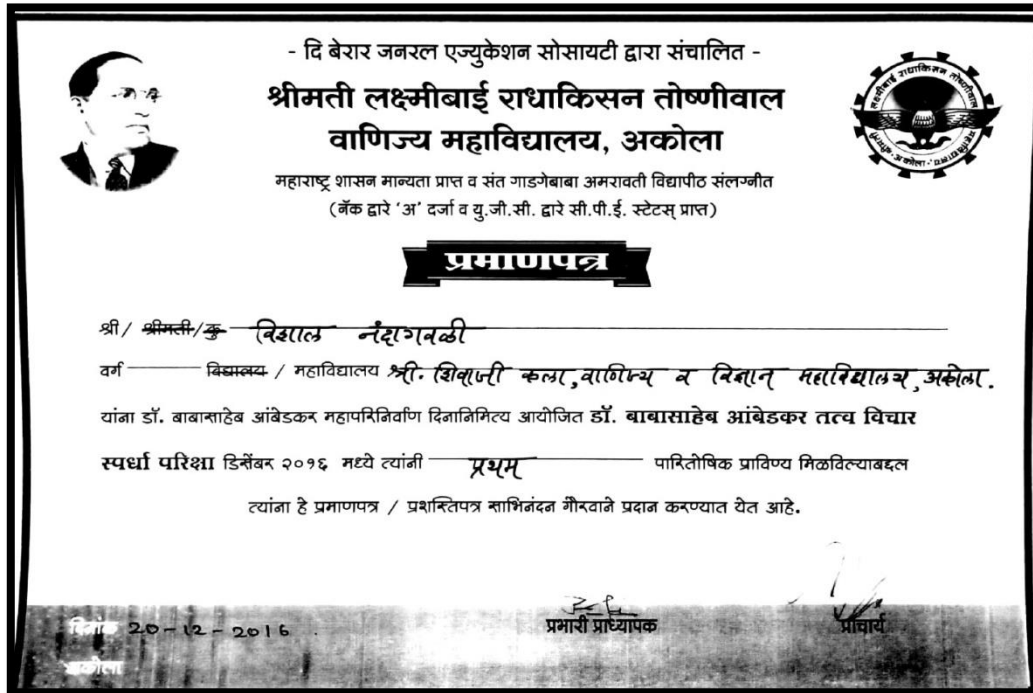 - दि बेरार जनरल एज्युकेशन सोसायटी द्वारा संचालित -
श्रीमती लक्ष्मीबाई राधाकिसन तोष्णीवाल
वाणिज्य महाविद्यालय, अकोला
महाराष्ट्र शासन मान्यता प्राप्त व संत गाडगेबाबा अमरावती विद्यापीठ संलग्नीत
(नॅक द्वारे ‘अ’ दर्जा व यु.जी.सी. द्वारे सी.पी.ई. स्टेटस् प्राप्त)
प्रमाणपत्र
श्री/ श्रीमती/कु विशाल नंदागवळी
वर्ग विद्यालय / महाविद्यालय श्री. शिवाजी कला, वाणिज्य व विज्ञान महाविद्यालय, अकोला.
यांना डॉ. बाबासाहेब आंबेडकर महापरिनिर्वाण दिनानिमित्य आयोजित डॉ. बाबासाहेब आंबेडकर तत्व विचार
स्पर्धा परिक्षा डिसेंबर २०१६ मध्ये त्यांनी प्रथम पारितोषिक प्राविण्य मिळविल्याबद्दल
त्यांना हे प्रमाणपत्र / प्रशस्तिपत्र साभिनंदन गौरवाने प्रदान करण्यात येत आहे.
दिनांक 20-12-2016.
अकोला
प्रभारी प्राध्यापक
प्राचार्य